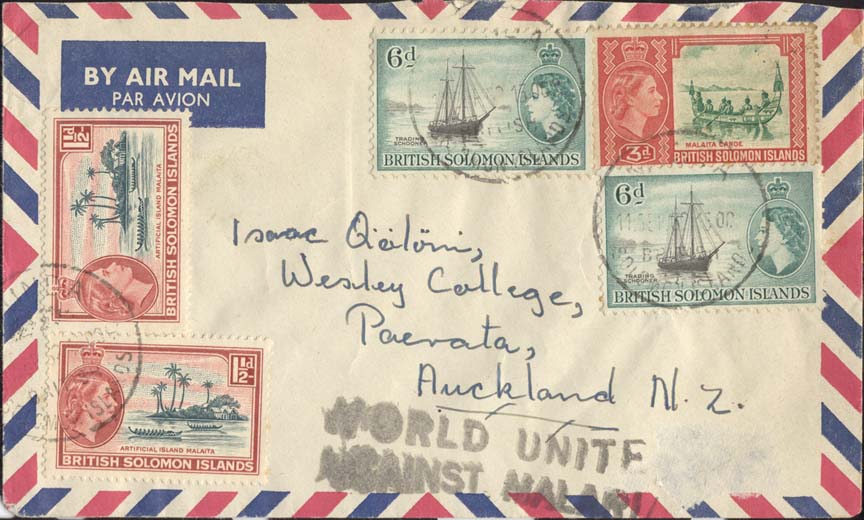 BY AIR MAIL
PAR AVION
6d
TRADING
SCHOONER
BRITISH SOLOMON ISLANDS
3d
MALAITA CANOE
BRITISH SOLOMON ISLANDS
6d
TRADING
SCHOONER
BRITISH SOLOMON ISLANDS
1½d
ARTIFICIAL ISLAND MALAITA
BRITISH SOLOMON ISLANDS
1½d
ARTIFICIAL ISLAND MALAITA
BRITISH SOLOMON ISLANDS
Isaac Qölöni,
Wesley College,
Paerata,
Auckland N.Z.
WORLD UNITE
AGAINST MALARIA